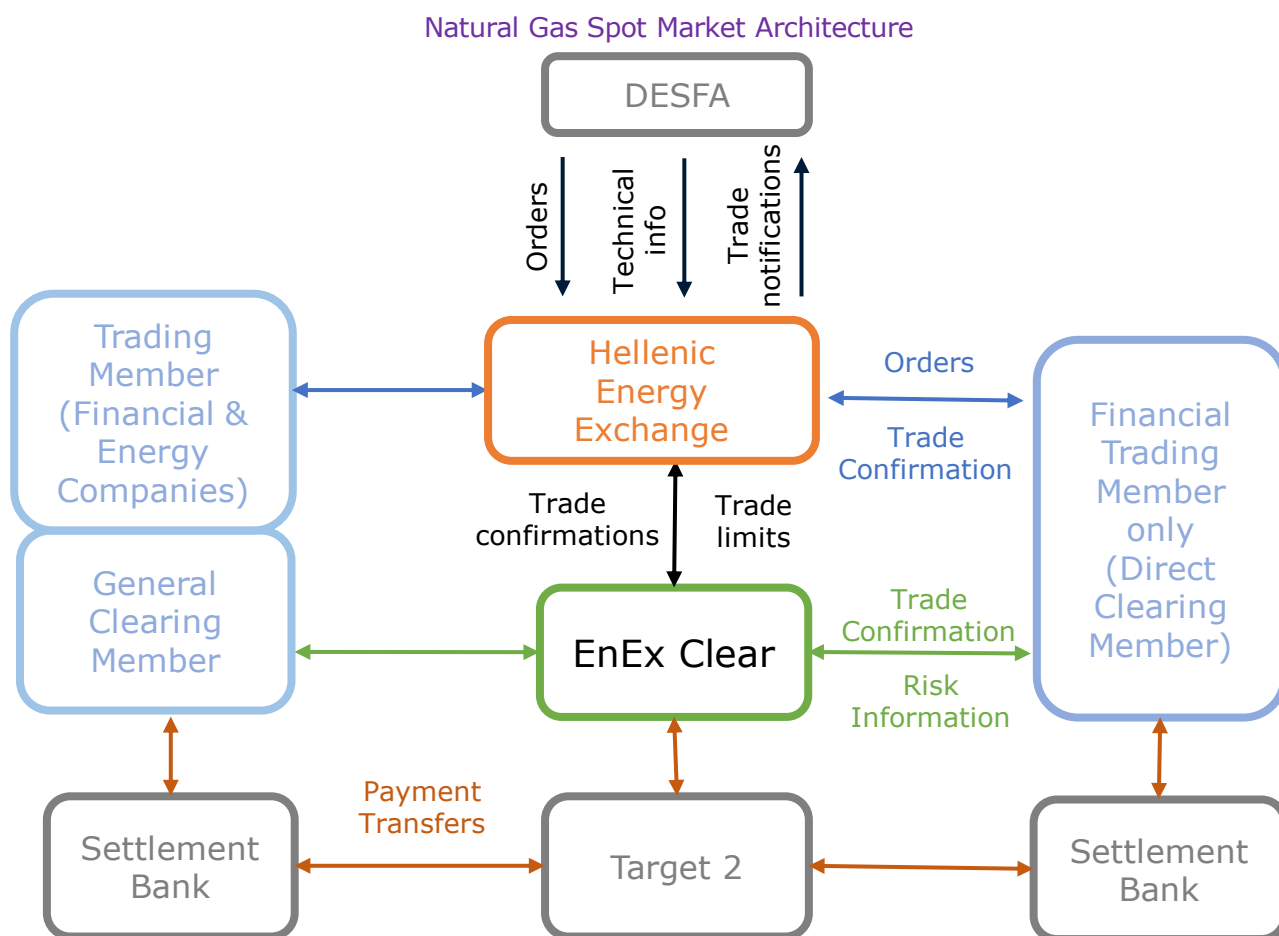 Natural Gas Spot Market Architecture
DESFA
Orders
Technical
info
Trade
notifications
Trading
Member
(Financial &
Energy
Companies)
Hellenic
Energy
Exchange
Orders
Trade
Confirmation
Financial
Trading
Member
only
(Direct
Clearing
Member)
Trade
confirmations
Trade
limits
General
Clearing
Member
EnEx Clear
Trade
Confirmation
Risk
Information
Payment
Transfers
Settlement
Bank
Target 2
Settlement
Bank